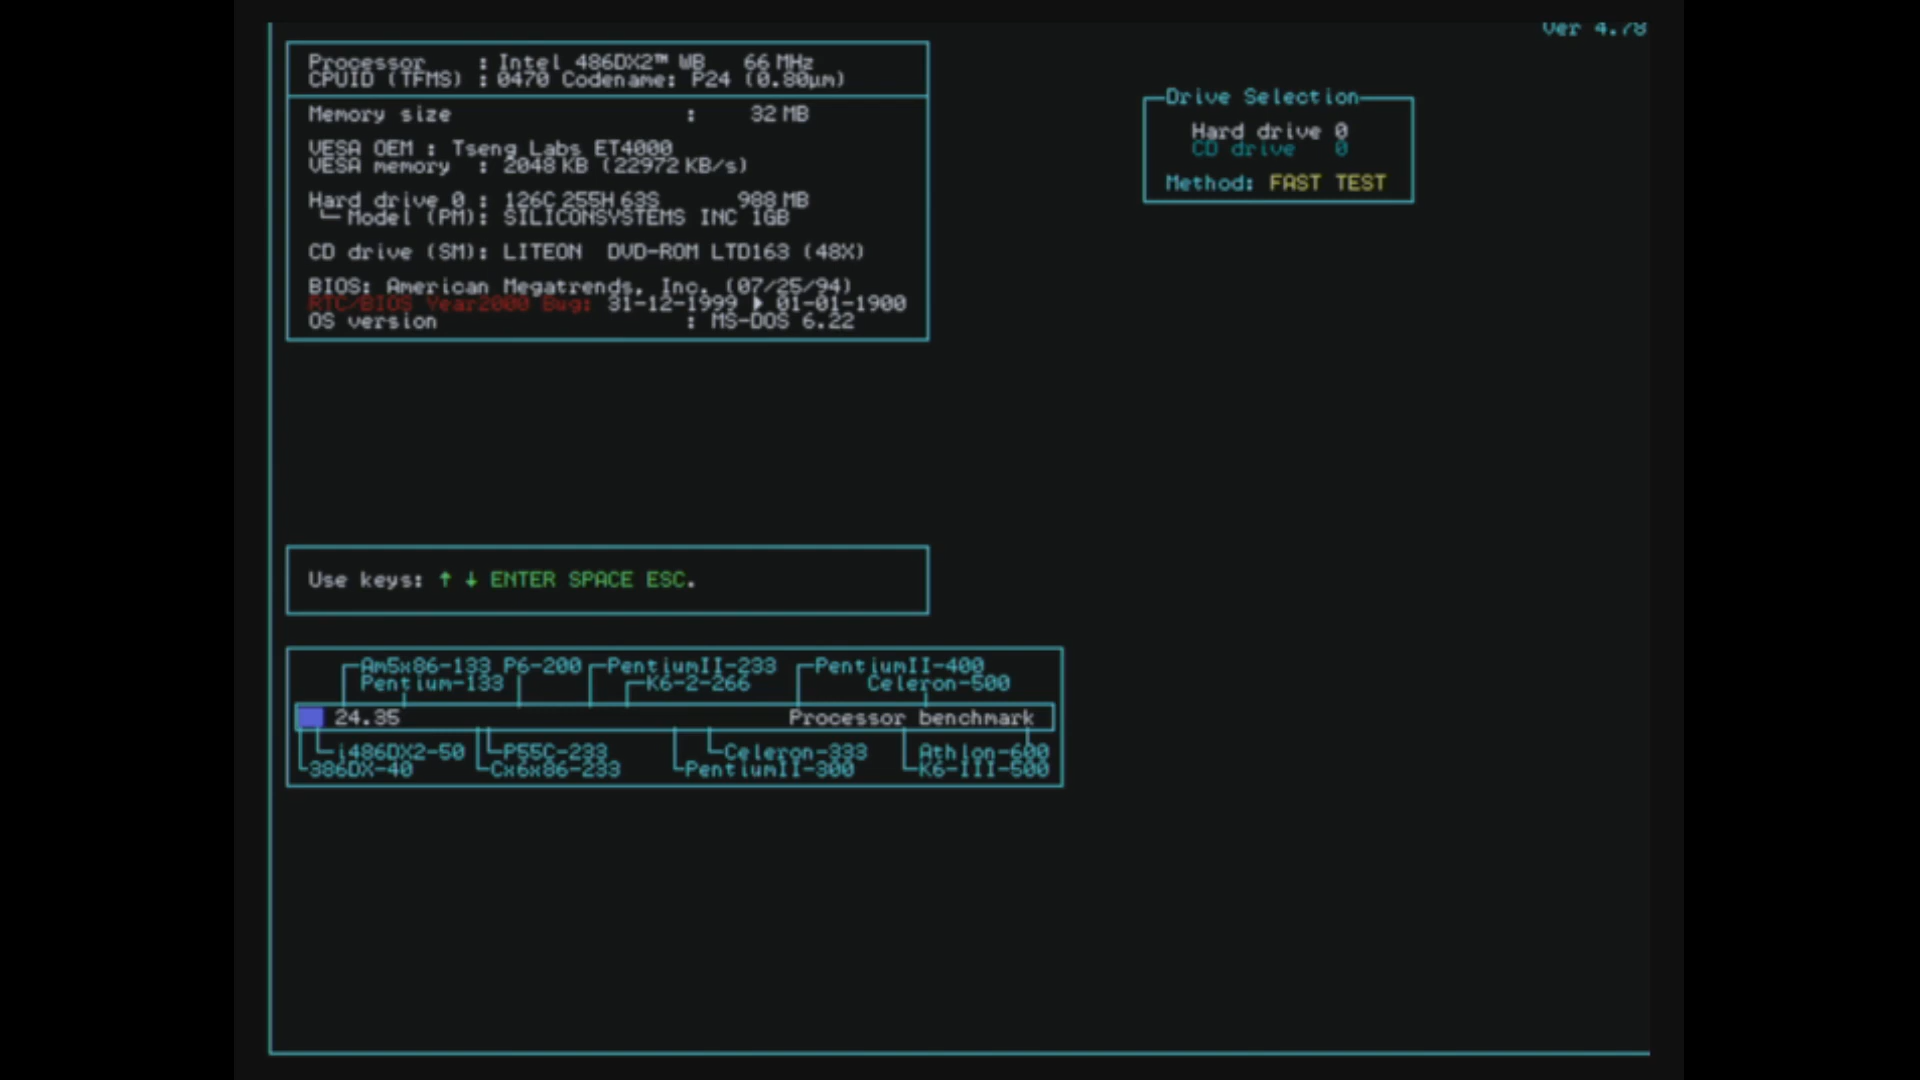 Ver 4.78
Processor : Intel 486DX2™ WB 66 MHz
CPUID (TFMS) : 0470 Codename: P24 (0.80µm)
Memory size : 32 MB
VESA OEM : Tseng Labs ET4000
VESA memory : 2048 KB (22972 KB/s)
Hard drive 0 : 126C 255H 63S 988 MB
Model (PM): SILICONSYSTEMS INC 1GB
CD drive (SM): LITEON DVD-ROM LTD163 (48X)
BIOS: American Megatrends, Inc. (07/25/94)
RTC/BIOS Year2000 Bug: 31-12-1999 ▶ 01-01-1900
OS version : MS-DOS 6.22
Drive Selection
Hard drive 0
CD drive 0
Method: FAST TEST
Use keys: ↑ ↓ ENTER SPACE ESC.
Am5x86-133 P6-200 PentiumII-233 PentiumII-400
Pentium-133 K6-2-266 Celeron-500
24.35 Processor benchmark
i486DX2-50 P55C-233 Celeron-333 Athlon-600
386DX-40 Cx6x86-233 PentiumII-300 K6-III-500